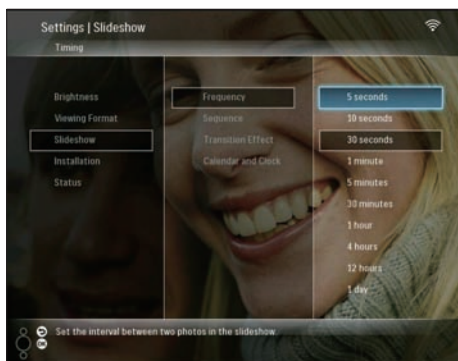 Settings | Slideshow
Timing
Brightness
Viewing Format
Slideshow
Installation
Status
Frequency
Sequence
Transition Effect
Calendar and Clock
5 seconds
10 seconds
30 seconds
1 minute
5 minutes
30 minutes
1 hour
4 hours
12 hours
1 day
OK
Set the interval between two photos in the slideshow.